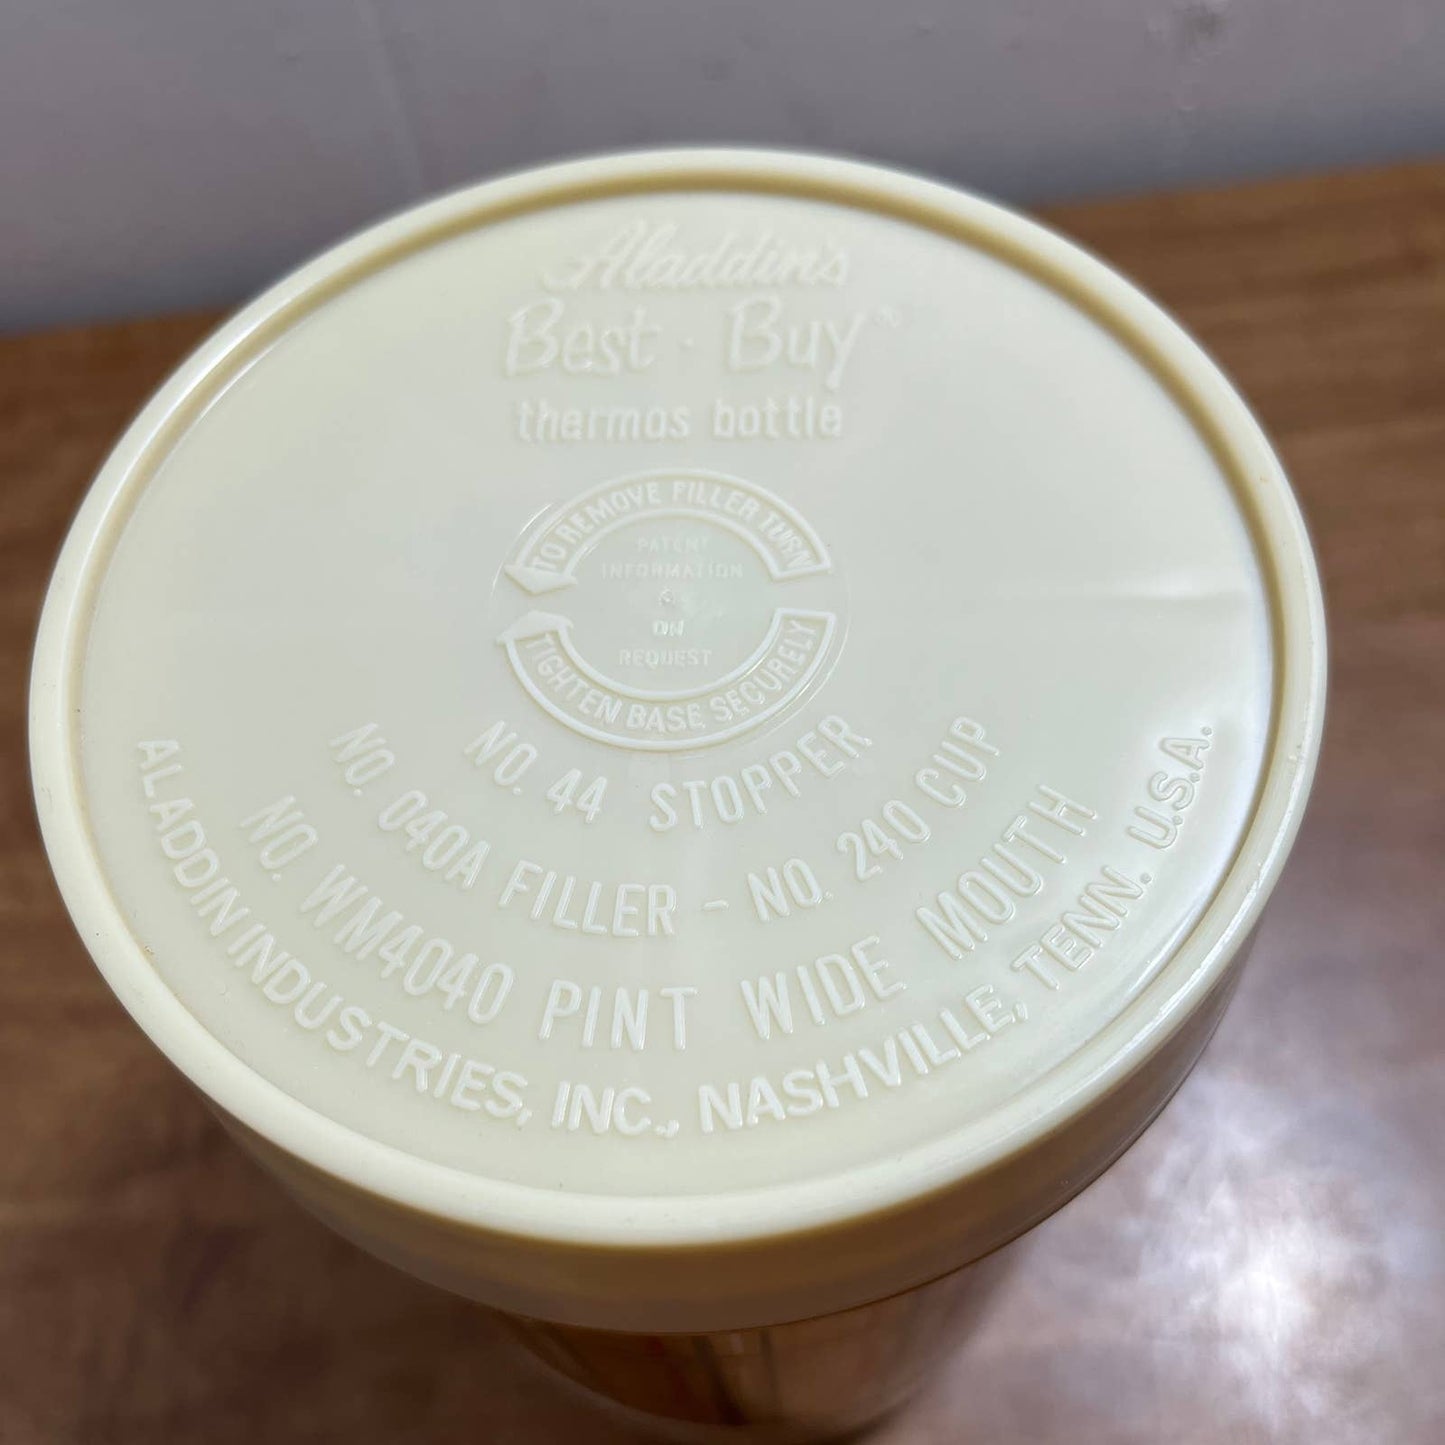 Aladdin's
Best · Buy®
thermos bottle
TO REMOVE FILLER TURN
PATENT
INFORMATION
ON
REQUEST
TIGHTEN BASE SECURELY
NO. 44 STOPPER
NO. 040A FILLER - NO. 240 CUP
NO. WM4040 PINT WIDE MOUTH
ALADDIN INDUSTRIES, INC., NASHVILLE, TENN. U.S.A.